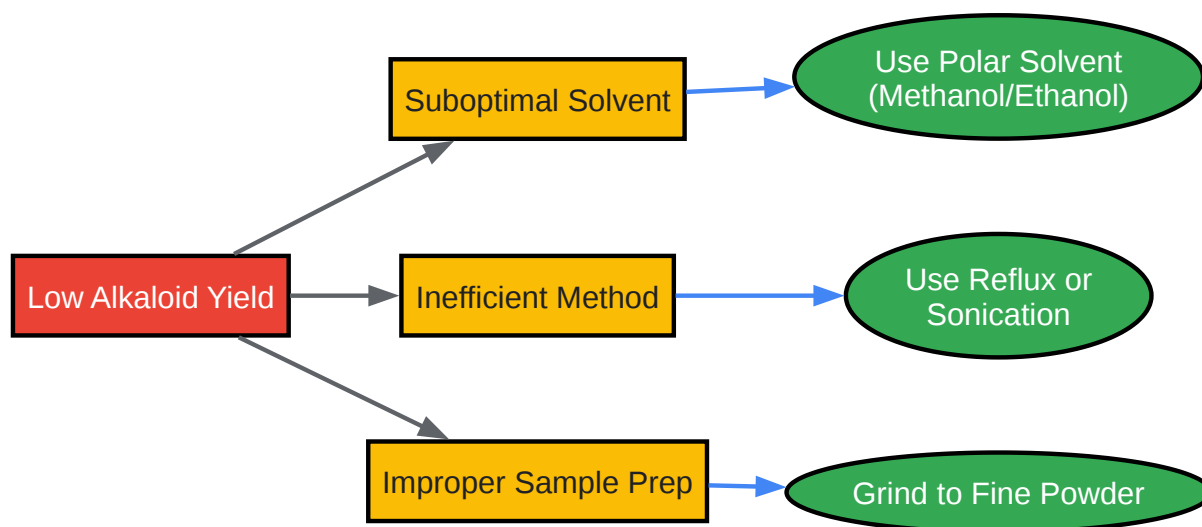 Low Alkaloid Yield
Suboptimal Solvent
Use Polar Solvent
(Methanol/Ethanol)
Inefficient Method
Use Reflux or
Sonication
Improper Sample Prep
Grind to Fine Powder